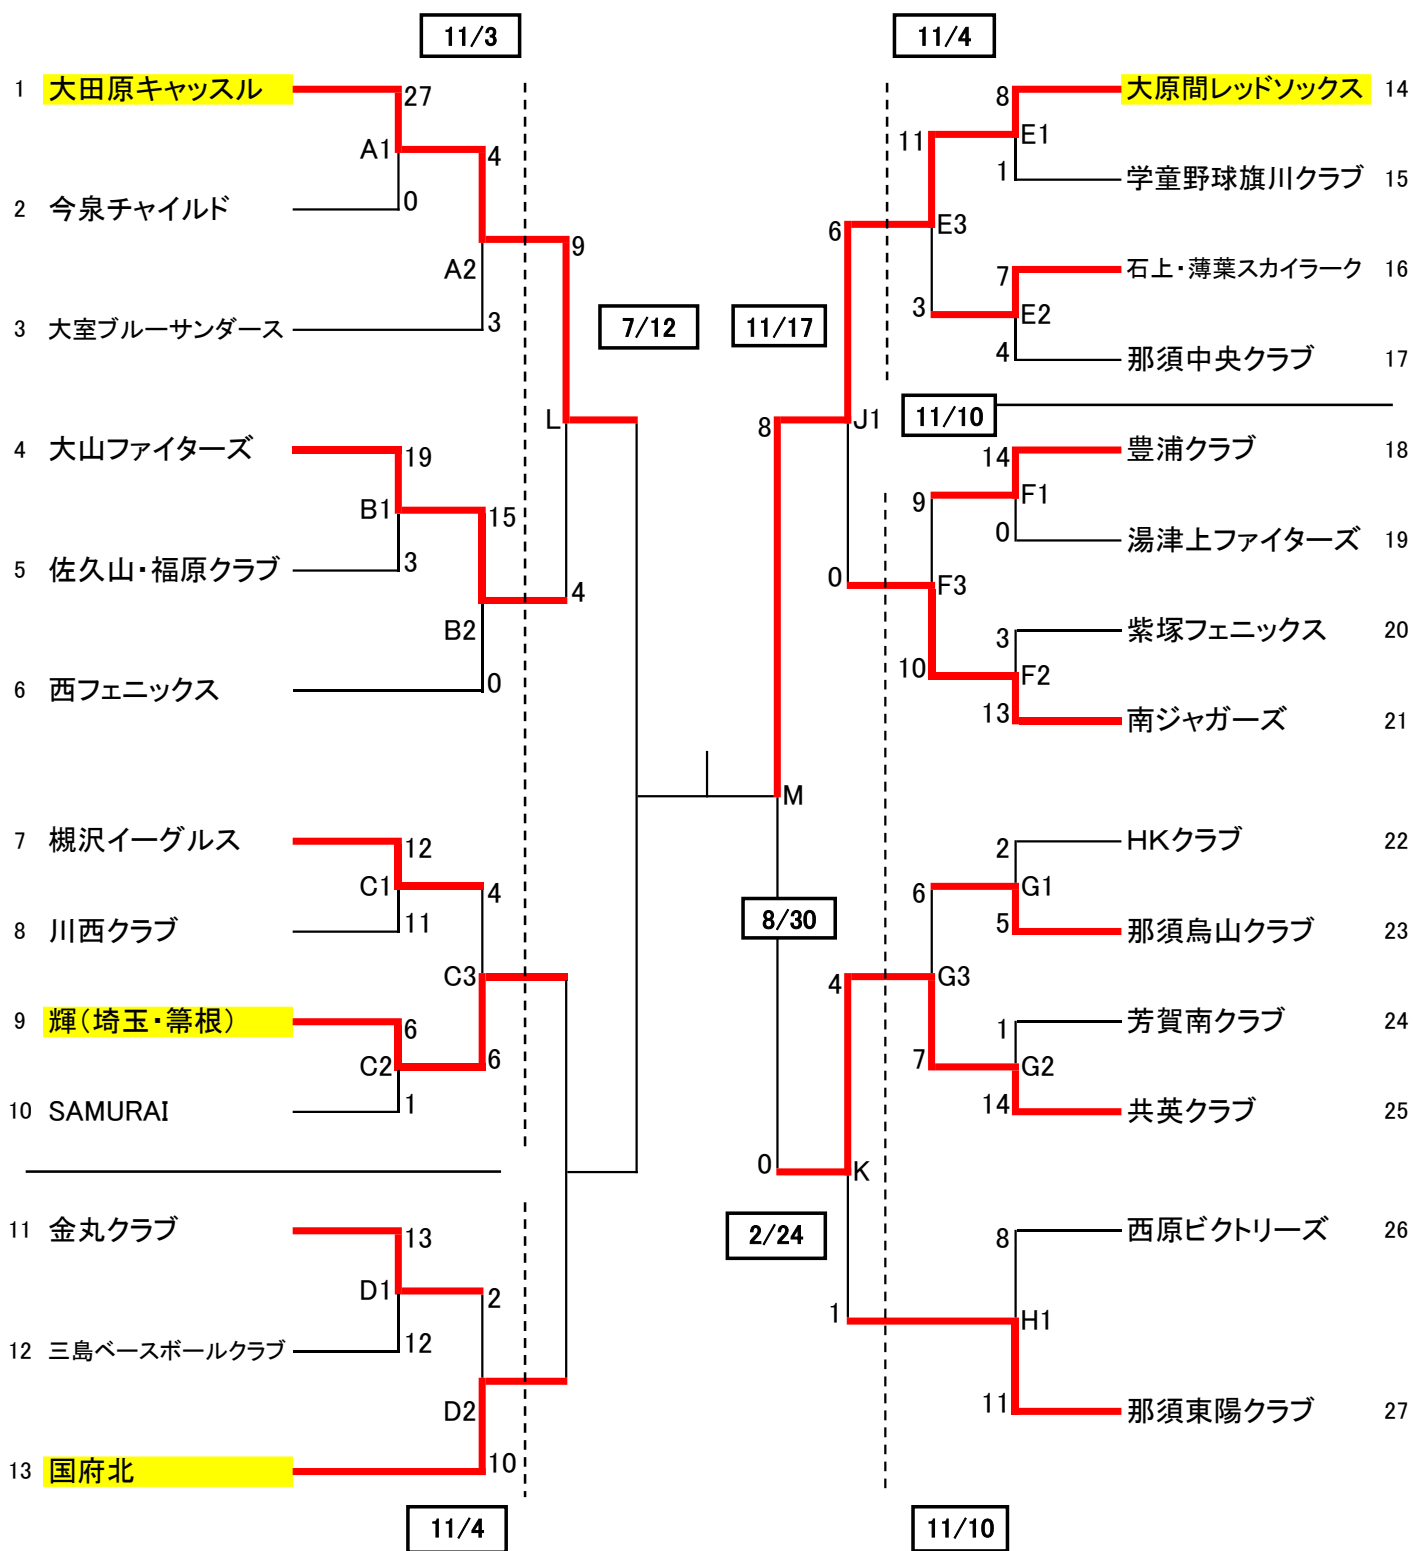 11/3
11/4
1 大田原キャッスル 27
A1 4
2 今泉チャイルド 0
9
A2
3 大室ブルーサンダース 3
7/12
L
4 大山ファイターズ 19
B1 15
5 佐久山・福原クラブ 3
4
B2
6 西フェニックス 0
7 槻沢イーグルス 12
C1 4
8 川西クラブ 11
C3
9 輝(埼玉・箒根) 6
C2 6
10 SAMURAI 1
11 金丸クラブ 13
D1 2
12 三島ベースボールクラブ 12
D2
13 国府北 10
11/4
8 大原間レッドソックス 14
11 E1
1 学童野球旗川クラブ 15
6 E3
7 石上・薄葉スカイラーク 16
3 E2
4 那須中央クラブ 17
11/17
8 J1
11/10
14 豊浦クラブ 18
9 F1
0 湯津上ファイターズ 19
0 F3
3 紫塚フェニックス 20
10 F2
13 南ジャガーズ 21
M
8/30
2 HKクラブ 22
6 G1
5 那須烏山クラブ 23
4 G3
1 芳賀南クラブ 24
7 G2
14 共英クラブ 25
0 K
2/24
8 西原ビクトリーズ 26
1 H1
11 那須東陽クラブ 27
11/10